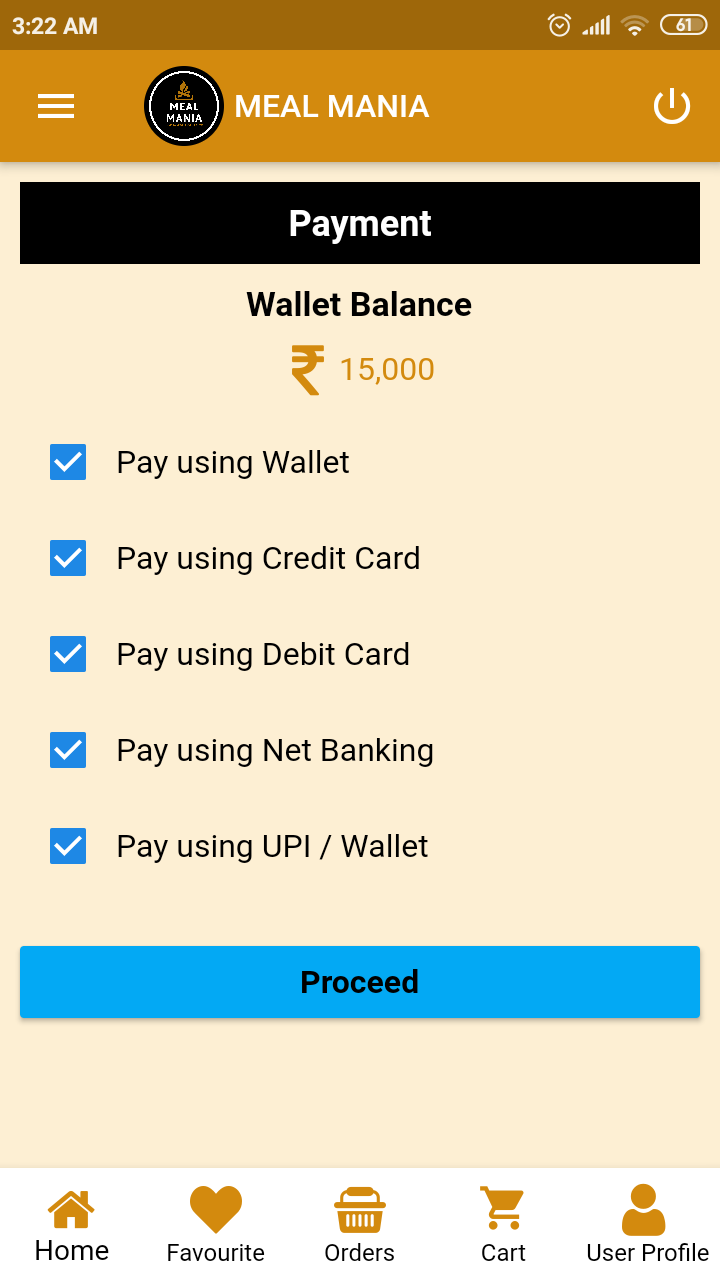 3:22 AM
61
MEAL
MANIA
MEAL MANIA
Payment
Wallet Balance
₹ 15,000
Pay using Wallet
Pay using Credit Card
Pay using Debit Card
Pay using Net Banking
Pay using UPI / Wallet
Proceed
Home
Favourite
Orders
Cart
User Profile